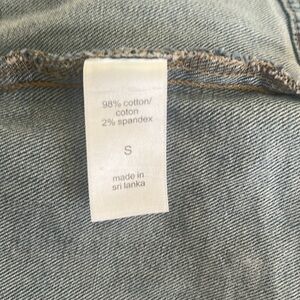 98% cotton/
coton
2% spandex
S
made in
sri lanka